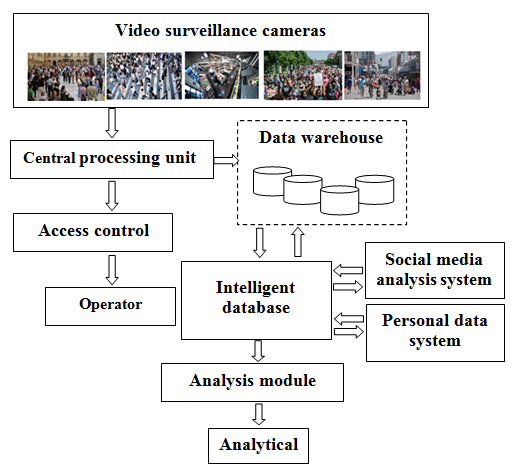 Video surveillance cameras
Data warehouse
Central processing unit
Access control
Operator
Intelligent
database
Social media
analysis system
Personal data
system
Analysis module
Analytical